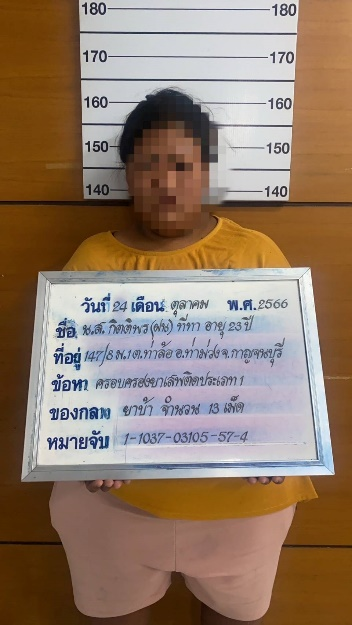 180 180
170 170
160 160
150 150
140 140
วันที่ 24 เดือน ตุลาคม พ.ศ. 2566
ชื่อ น.ส. กิตติพร (ฝน) ทีทา อายุ 23 ปี
ที่อยู่ 147/8 ม.1 ต.ท่าล้อ อ.ท่าม่วง จ.กาญจนบุรี
ข้อหา ครอบครองยาเสพติดประเภท 1
ของกลาง ยาบ้า จำนวน 13 เม็ด
หมายจับ 1-1037-03105-57-4